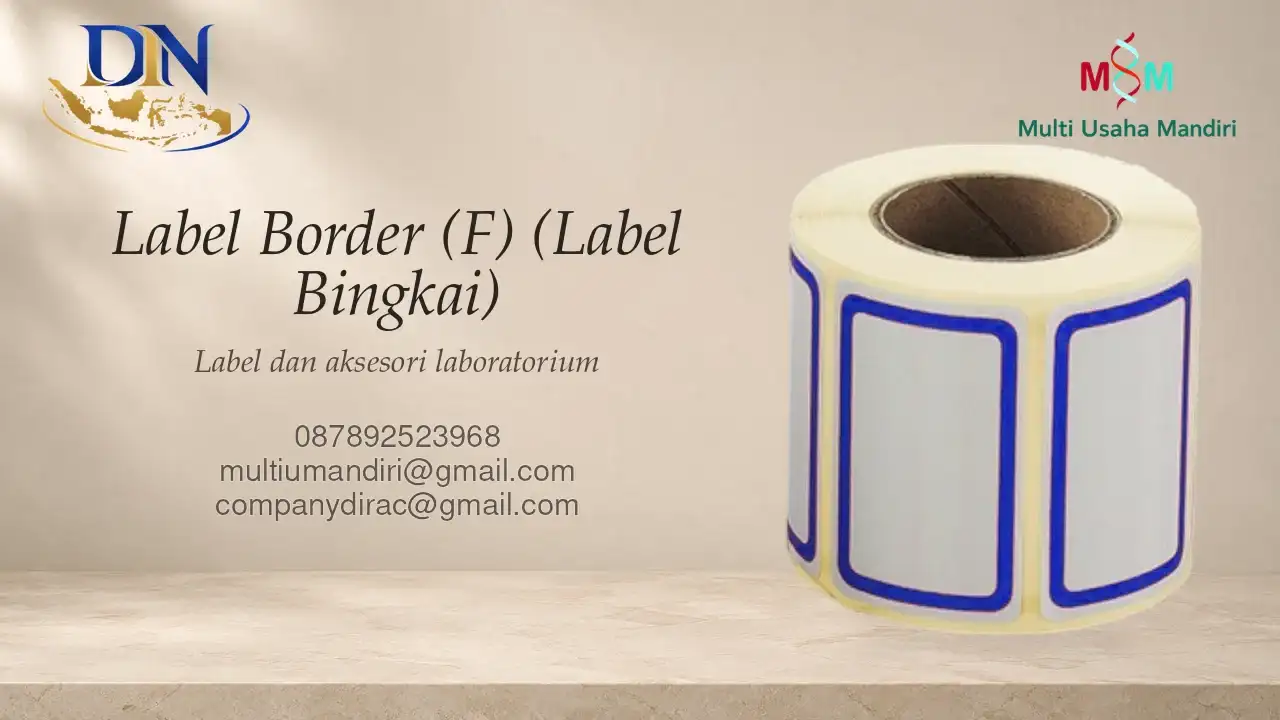 DN
M M
Multi Usaha Mandiri
Label Border (F) (Label
Bingkai)
Label dan aksesori laboratorium
087892523968
multiumandiri@gmail.com
companydirac@gmail.com